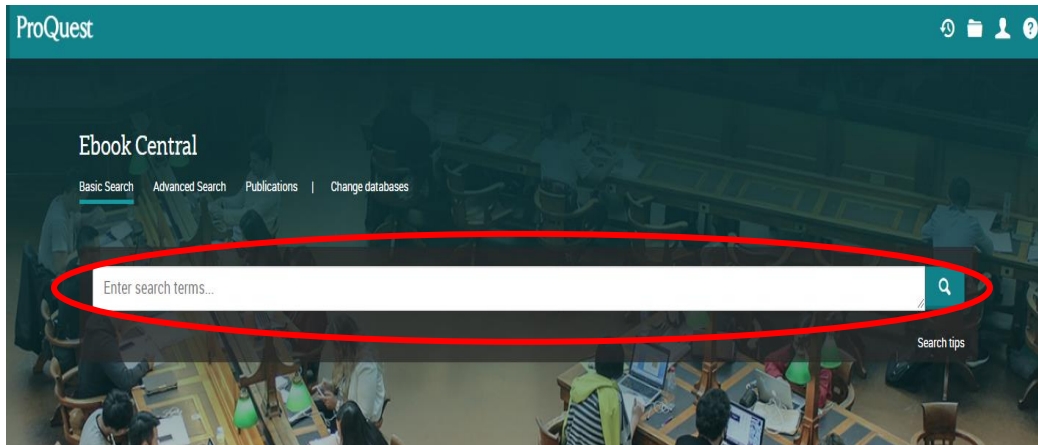 ProQuest
Ebook Central
Basic Search Advanced Search Publications | Change databases
Enter search terms...
Search tips